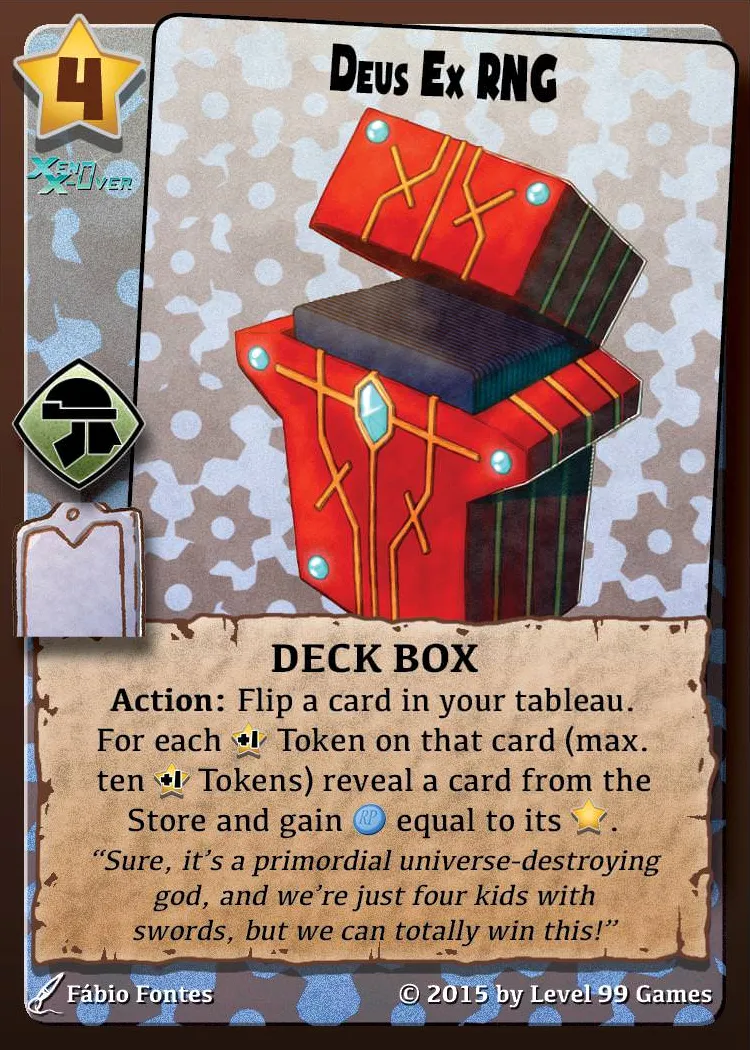 4
Deus Ex RNG
Xeno
X-Over
DECK BOX
Action: Flip a card in your tableau.
For each +1 Token on that card (max.
ten +1 Tokens) reveal a card from the
Store and gain RP equal to its .
“Sure, it’s a primordial universe-destroying
god, and we’re just four kids with
swords, but we can totally win this!”
Fábio Fontes
© 2015 by Level 99 Games